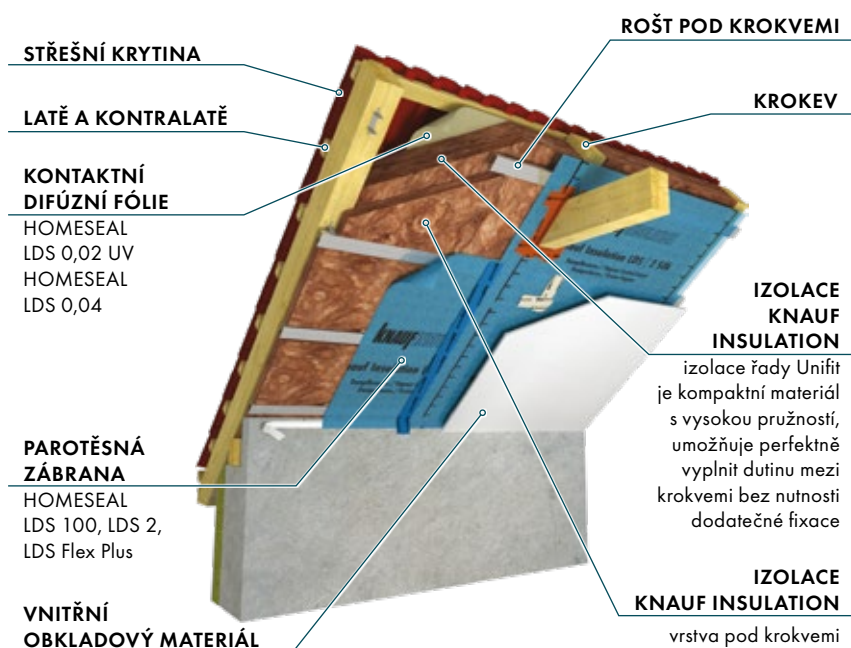 STŘEŠNÍ KRYTINA
LATĚ A KONTRALATĚ
KONTAKTNÍ
DIFÚZNÍ FÓLIE
HOMESEAL
LDS 0,02 UV
HOMESEAL
LDS 0,04
PAROTĚSNÁ
ZÁBRANA
HOMESEAL
LDS 100, LDS 2,
LDS Flex Plus
VNITŘNÍ
OBKLADOVÝ MATERIÁL
ROŠT POD KROKVEMI
KROKEV
IZOLACE
KNAUF
INSULATION
izolace řady Unifit
je kompaktní materiál
s vysokou pružností,
umožňuje perfektně
vyplnit dutinu mezi
krokvemi bez nutnosti
dodatečné fixace
IZOLACE
KNAUF INSULATION
vrstva pod krokvemi
knauf
auf Insulation